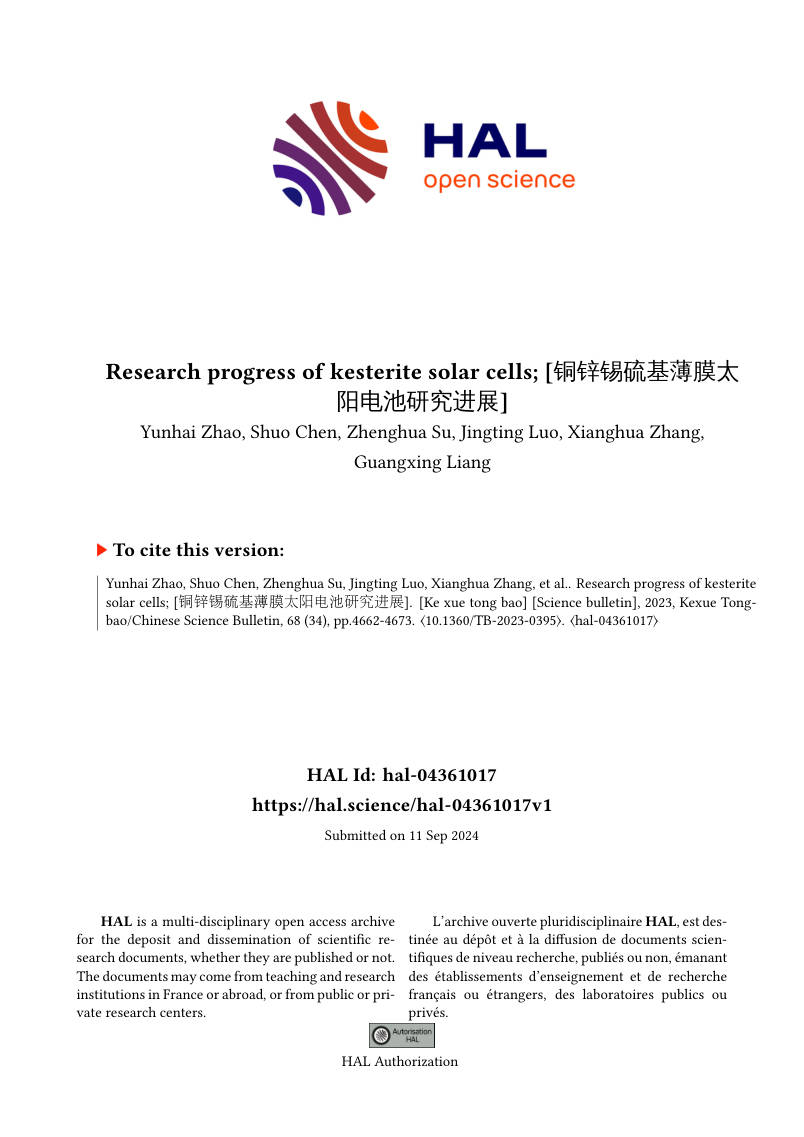 HAL
open science
Research progress of kesterite solar cells; [铜锌锡硫基薄膜太
阳电池研究进展]
Yunhai Zhao, Shuo Chen, Zhenghua Su, Jingting Luo, Xianghua Zhang,
Guangxing Liang
To cite this version:
Yunhai Zhao, Shuo Chen, Zhenghua Su, Jingting Luo, Xianghua Zhang, et al.. Research progress of kesterite
solar cells; [铜锌锡硫基薄膜太阳电池研究进展]. [Ke xue tong bao] [Science bulletin], 2023, Kexue Tong-
bao/Chinese Science Bulletin, 68 (34), pp.4662-4673. ⟨10.1360/TB-2023-0395⟩. ⟨hal-04361017⟩
HAL Id: hal-04361017
https://hal.science/hal-04361017v1
Submitted on 11 Sep 2024
HAL is a multi-disciplinary open access archive
for the deposit and dissemination of scientific re-
search documents, whether they are published or not.
The documents may come from teaching and research
institutions in France or abroad, or from public or pri-
vate research centers.
L'archive ouverte pluridisciplinaire HAL, est des-
tinée au dépôt et à la diffusion de documents scien-
tifiques de niveau recherche, publiés ou non, émanant
des établissements d'enseignement et de recherche
français ou étrangers, des laboratoires publics ou
privés.
Autorisation
HAL
HAL Authorization